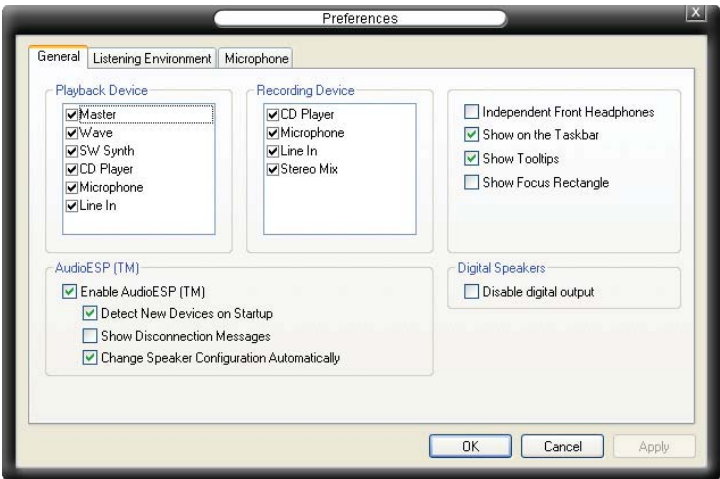 Preferences
X
General
Listening Environment
Microphone
Playback Device
Master
Wave
SW Synth
CD Player
Microphone
Line In
Recording Device
CD Player
Microphone
Line In
Stereo Mix
Independent Front Headphones
Show on the Taskbar
Show Tooltips
Show Focus Rectangle
AudioESP (TM)
Enable AudioESP (TM)
Detect New Devices on Startup
Show Disconnection Messages
Change Speaker Configuration Automatically
Digital Speakers
Disable digital output
OK
Cancel
Apply